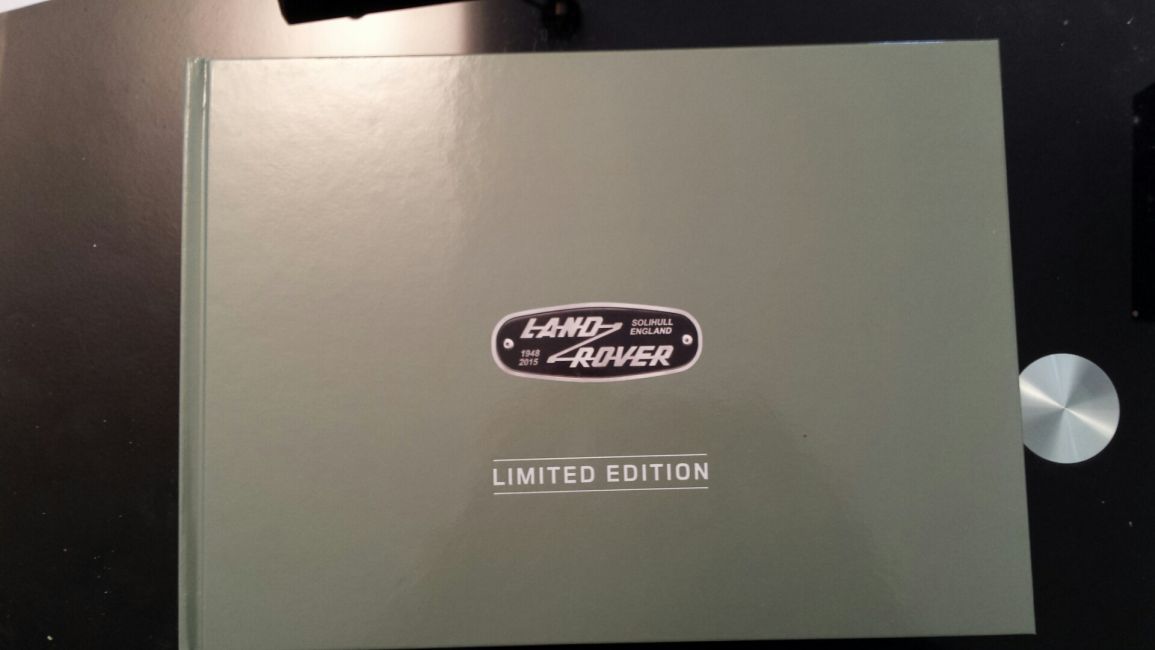 LAND
SOLIHULL
ENGLAND
1948
2015
ROVER
LIMITED EDITION